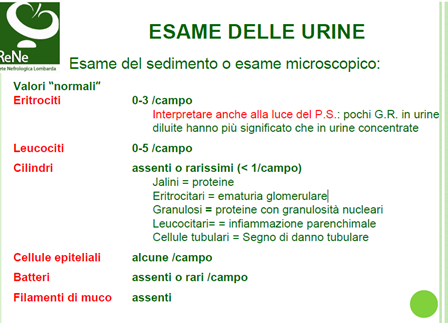 ESAME DELLE URINE
ReNe
Rete Nefrologica Lombarda
Esame del sedimento o esame microscopico:
Valori "normali"
Eritrociti 0-3 /campo
Interpretare anche alla luce del P.S.: pochi G.R. in urine
diluite hanno più significato che in urine concentrate
Leucociti 0-5 /campo
Cilindri assenti o rarissimi (< 1/campo)
Jalini = proteine
Eritrocitari = ematuria glomerulare
Granulosi = proteine con granulosità nucleari
Leucocitari= = infiammazione parenchimale
Cellule tubulari = Segno di danno tubulare
Cellule epiteliali alcune /campo
Batteri assenti o rari /campo
Filamenti di muco assenti